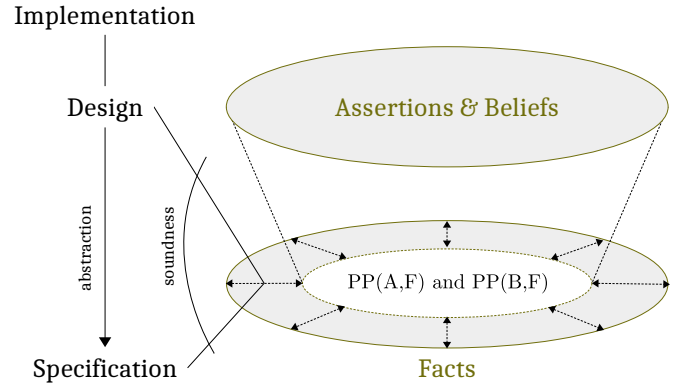 Implementation
Design
Assertions & Beliefs
abstraction
soundness
PP(A,F) and PP(B,F)
Specification
Facts